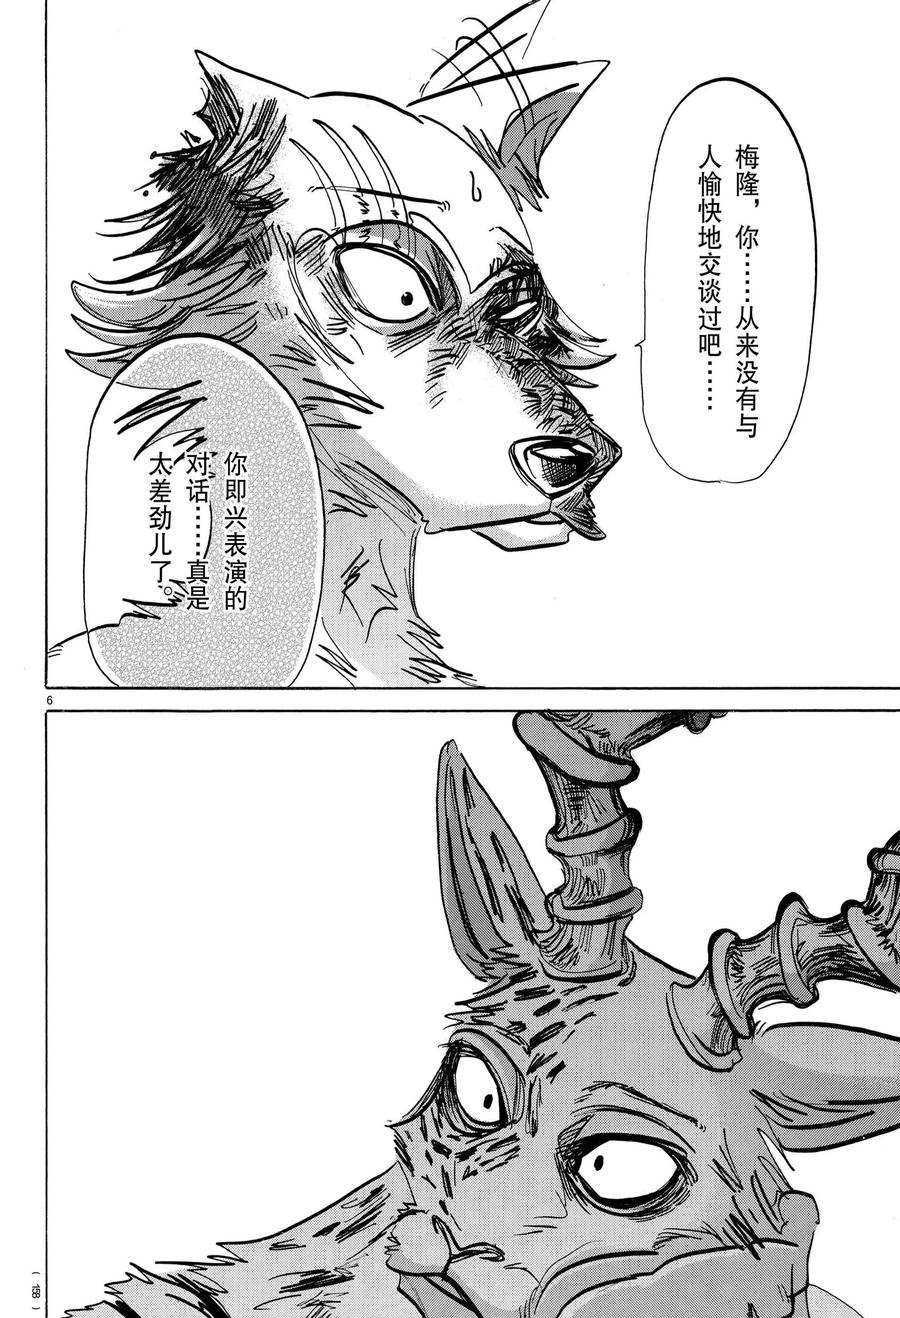 梅隆，你……从来没有与
人愉快地交谈过吧……
你即兴表演的
对话……真是
太差劲儿了。
6
( 158 )